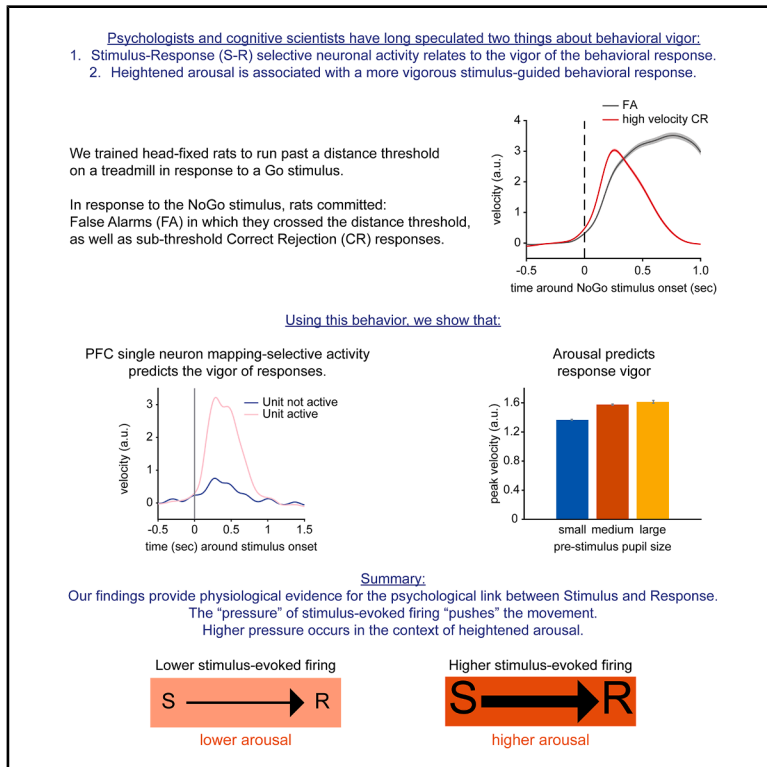 Psychologists and cognitive scientists have long speculated two things about behavioral vigor:
1. Stimulus-Response (S-R) selective neuronal activity relates to the vigor of the behavioral response.
2. Heightened arousal is associated with a more vigorous stimulus-guided behavioral response.
We trained head-fixed rats to run past a distance threshold
on a treadmill in response to a Go stimulus.
In response to the NoGo stimulus, rats committed:
False Alarms (FA) in which they crossed the distance threshold,
as well as sub-threshold Correct Rejection (CR) responses.
FA
high velocity CR
velocity (a.u.)
4
3
2
1
0
-0.5 0 0.5 1.0
time around NoGo stimulus onset (sec)
Using this behavior, we show that:
PFC single neuron mapping-selective activity
predicts the vigor of responses.
Unit not active
Unit active
velocity (a.u.)
3
2
1
0
-0.5 0 0.5 1 1.5
time (sec) around stimulus onset
Arousal predicts
response vigor
peak velocity (a.u.)
1.6
1.2
0.8
0.4
0
small medium large
pre-stimulus pupil size
Summary:
Our findings provide physiological evidence for the psychological link between Stimulus and Response.
The “pressure” of stimulus-evoked firing “pushes” the movement.
Higher pressure occurs in the context of heightened arousal.
Lower stimulus-evoked firing
S R
lower arousal
Higher stimulus-evoked firing
S R
higher arousal